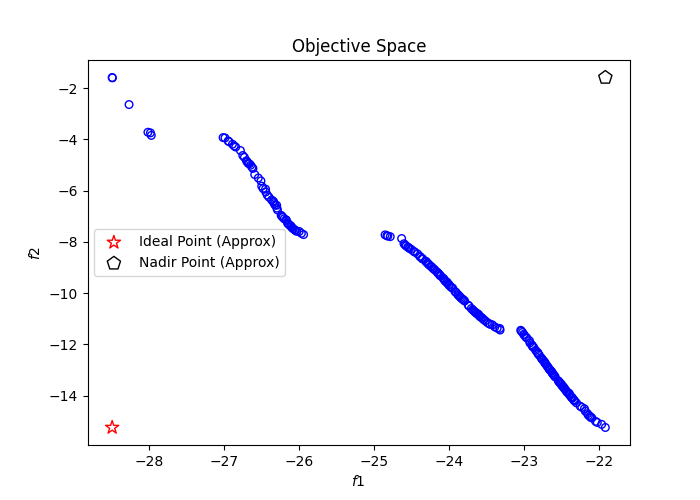 Objective Space
f2
−2
−4
−6
−8
−10
−12
−14
Ideal Point (Approx)
Nadir Point (Approx)
−28
−27
−26
−25
−24
−23
−22
f1